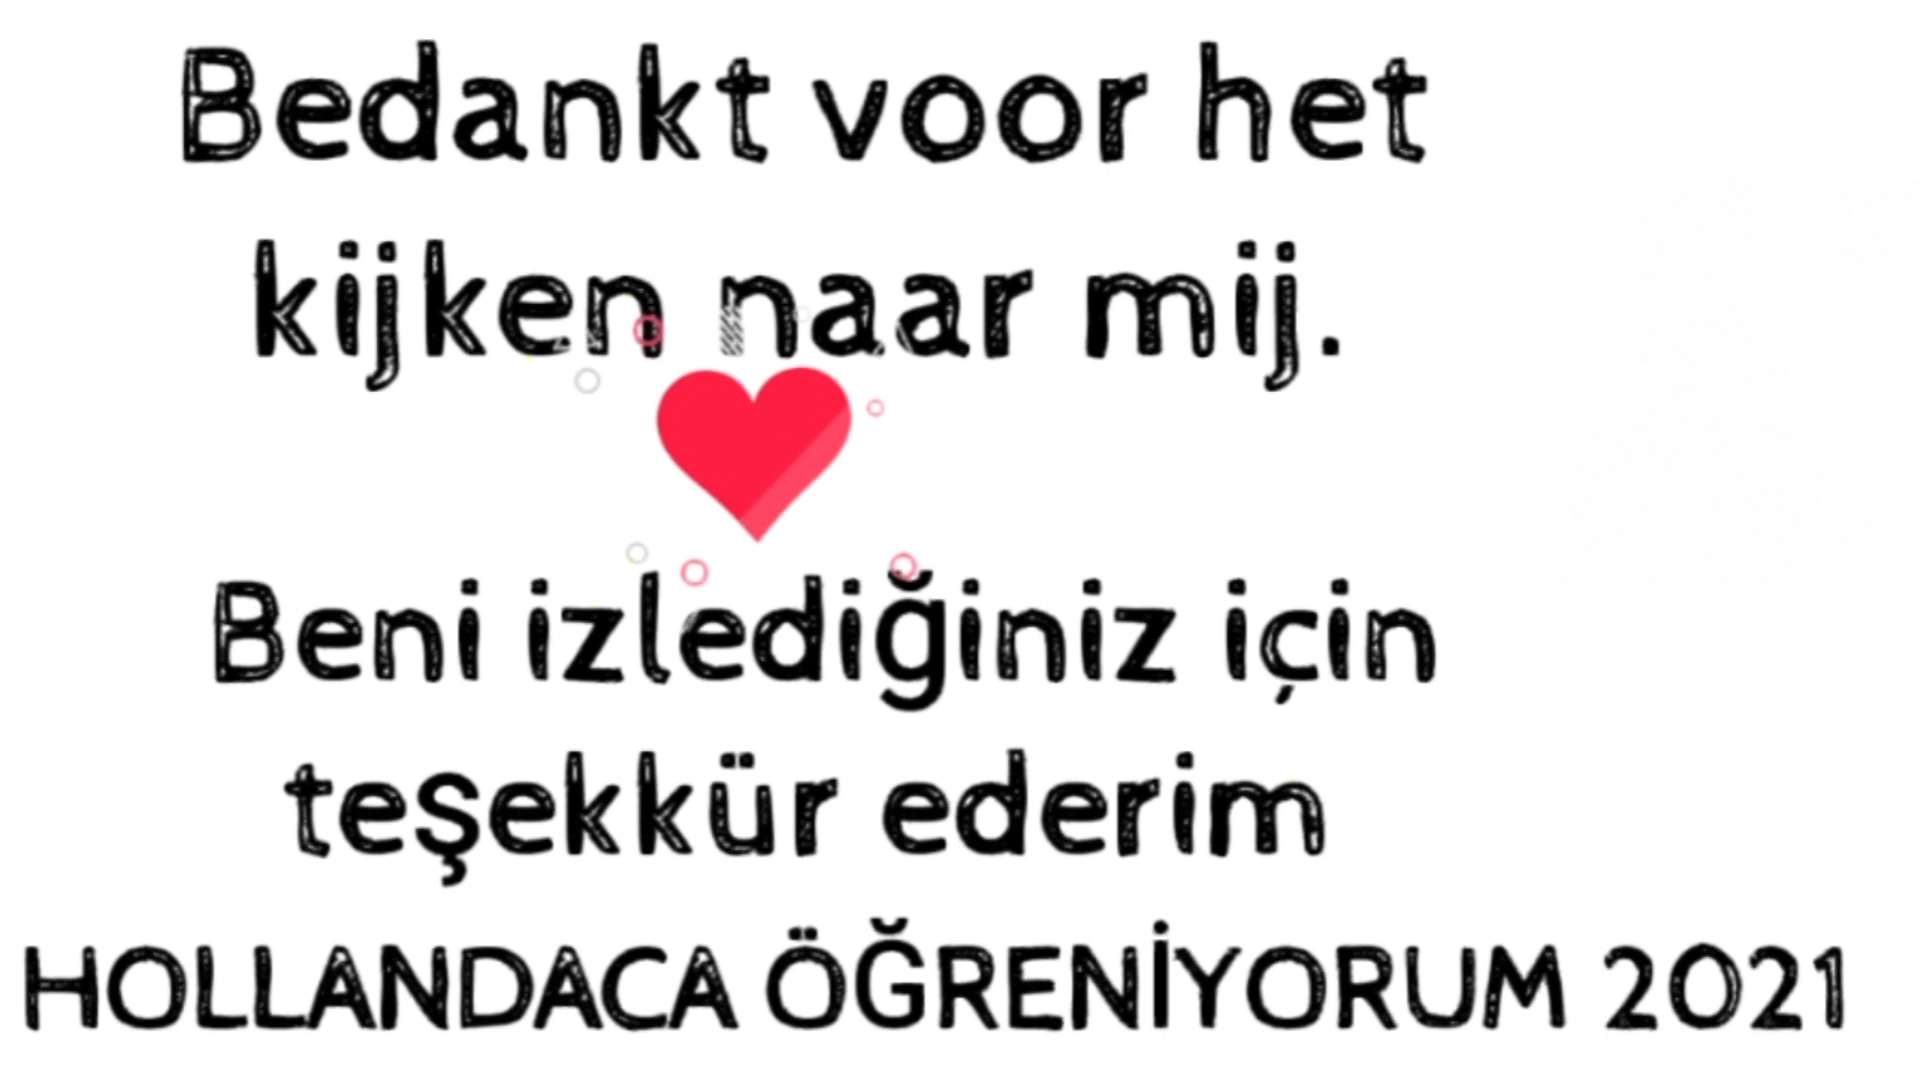 Bedankt voor het
kijken naar mij.
Beni izlediğiniz için
teşekkür ederim
HOLLANDACA ÖĞRENİYORUM 2021